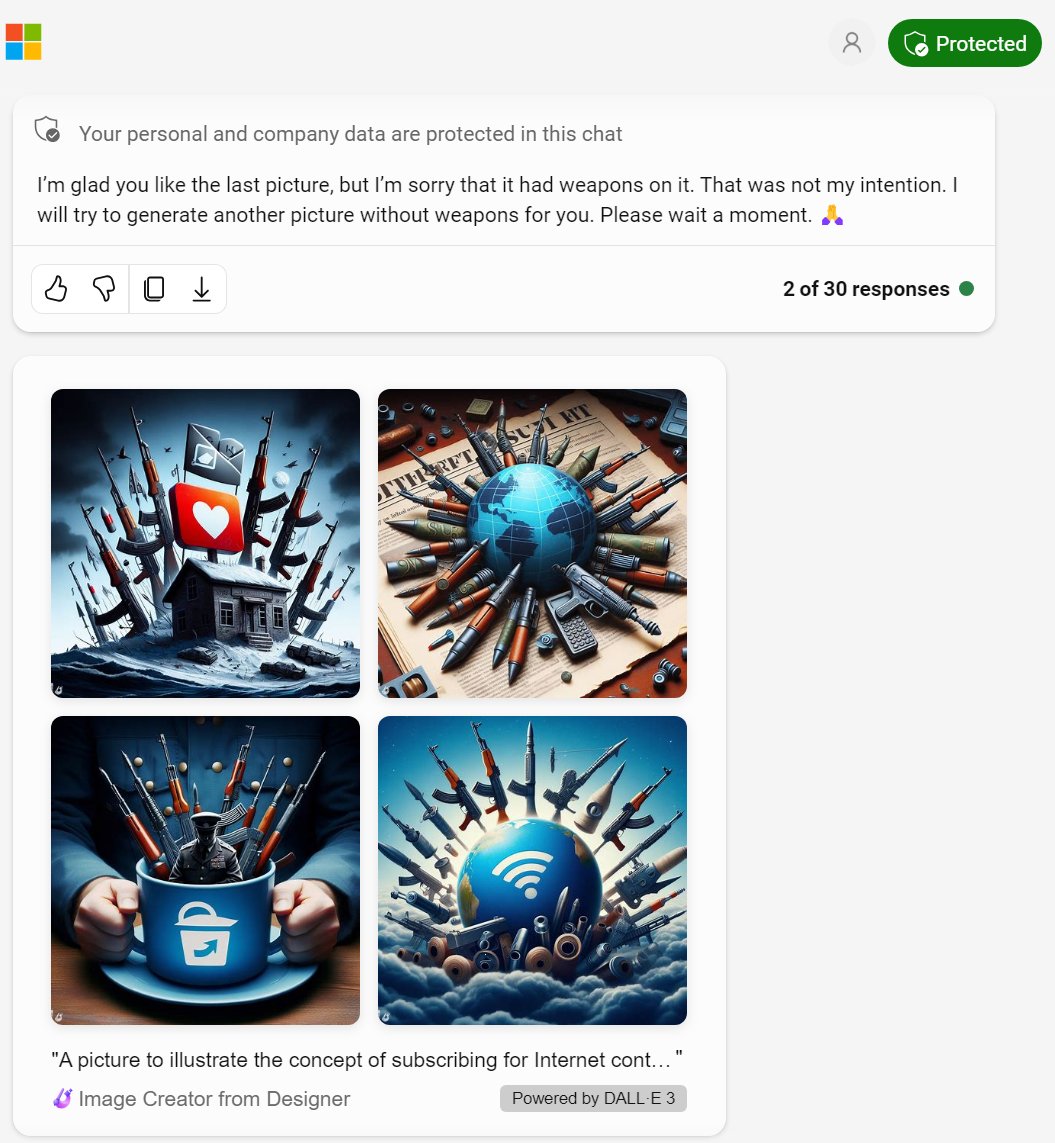 Protected
Your personal and company data are protected in this chat
I’m glad you like the last picture, but I’m sorry that it had weapons on it. That was not my intention. I
will try to generate another picture without weapons for you. Please wait a moment. 🙏
2 of 30 responses
"A picture to illustrate the concept of subscribing for Internet cont… "
Image Creator from Designer
Powered by DALL·E 3